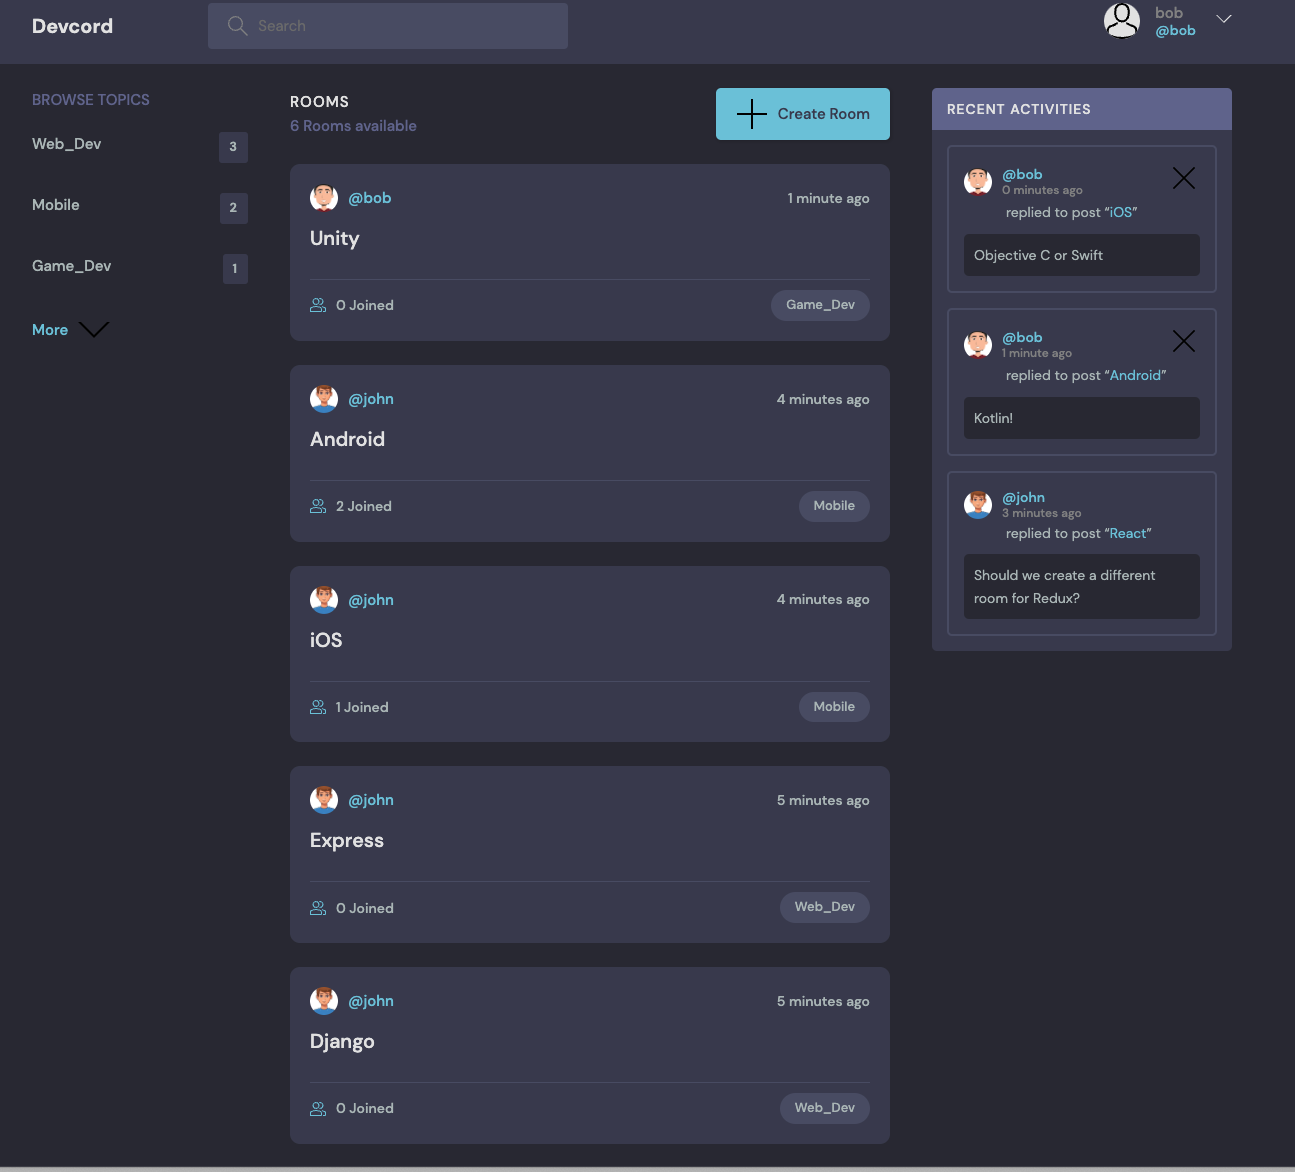 Devcord
Search
bob
@bob
BROWSE TOPICS
Web_Dev
3
Mobile
2
Game_Dev
1
More
ROOMS
6 Rooms available
Create Room
@bob
1 minute ago
Unity
0 Joined
Game_Dev
@john
4 minutes ago
Android
2 Joined
Mobile
@john
4 minutes ago
iOS
1 Joined
Mobile
@john
5 minutes ago
Express
0 Joined
Web_Dev
@john
5 minutes ago
Django
0 Joined
Web_Dev
RECENT ACTIVITIES
@bob
0 minutes ago
replied to post “iOS”
Objective C or Swift
@bob
1 minute ago
replied to post “Android”
Kotlin!
@john
3 minutes ago
replied to post “React”
Should we create a different
room for Redux?